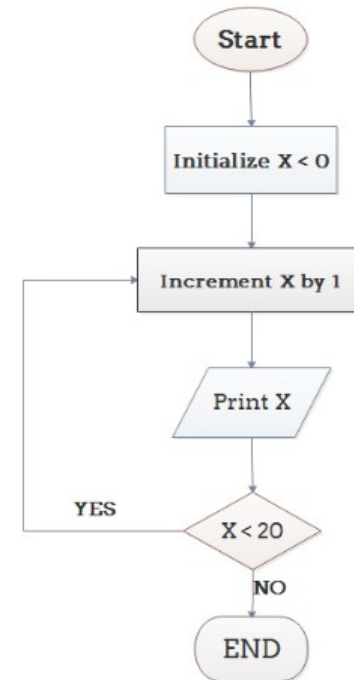 Start
Initialize X < 0
Increment X by 1
Print X
X < 20
YES
NO
END